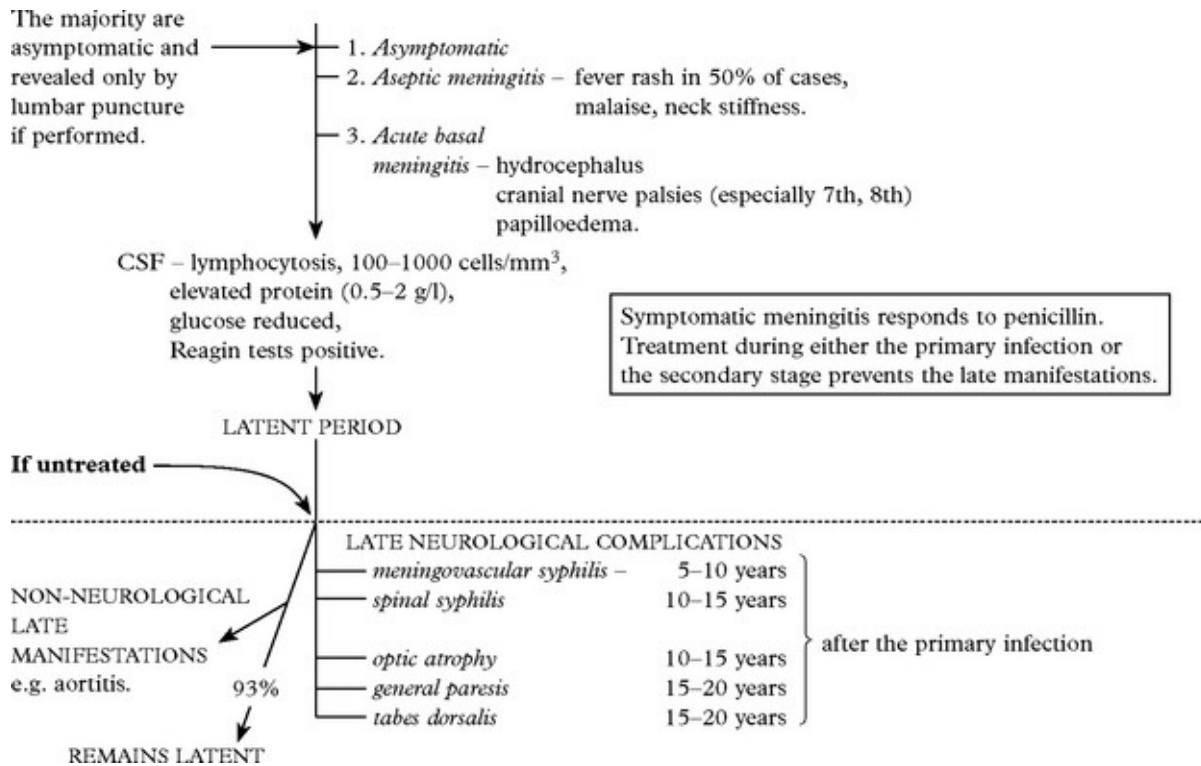 The majority are
asymptomatic and
revealed only by
lumbar puncture
if performed.
1. Asymptomatic
2. Aseptic meningitis – fever rash in 50% of cases,
malaise, neck stiffness.
3. Acute basal
meningitis – hydrocephalus
cranial nerve palsies (especially 7th, 8th)
papilloedema.
CSF – lymphocytosis, 100–1000 cells/mm³,
elevated protein (0.5–2 g/l),
glucose reduced,
Reagin tests positive.
Symptomatic meningitis responds to penicillin.
Treatment during either the primary infection or
the secondary stage prevents the late manifestations.
LATENT PERIOD
If untreated
LATE NEUROLOGICAL COMPLICATIONS
meningovascular syphilis – 5–10 years
spinal syphilis 10–15 years
optic atrophy 10–15 years
general paresis 15–20 years
tabes dorsalis 15–20 years
after the primary infection
NON-NEUROLOGICAL
LATE
MANIFESTATIONS
e.g. aortitis.
93%
REMAINS LATENT